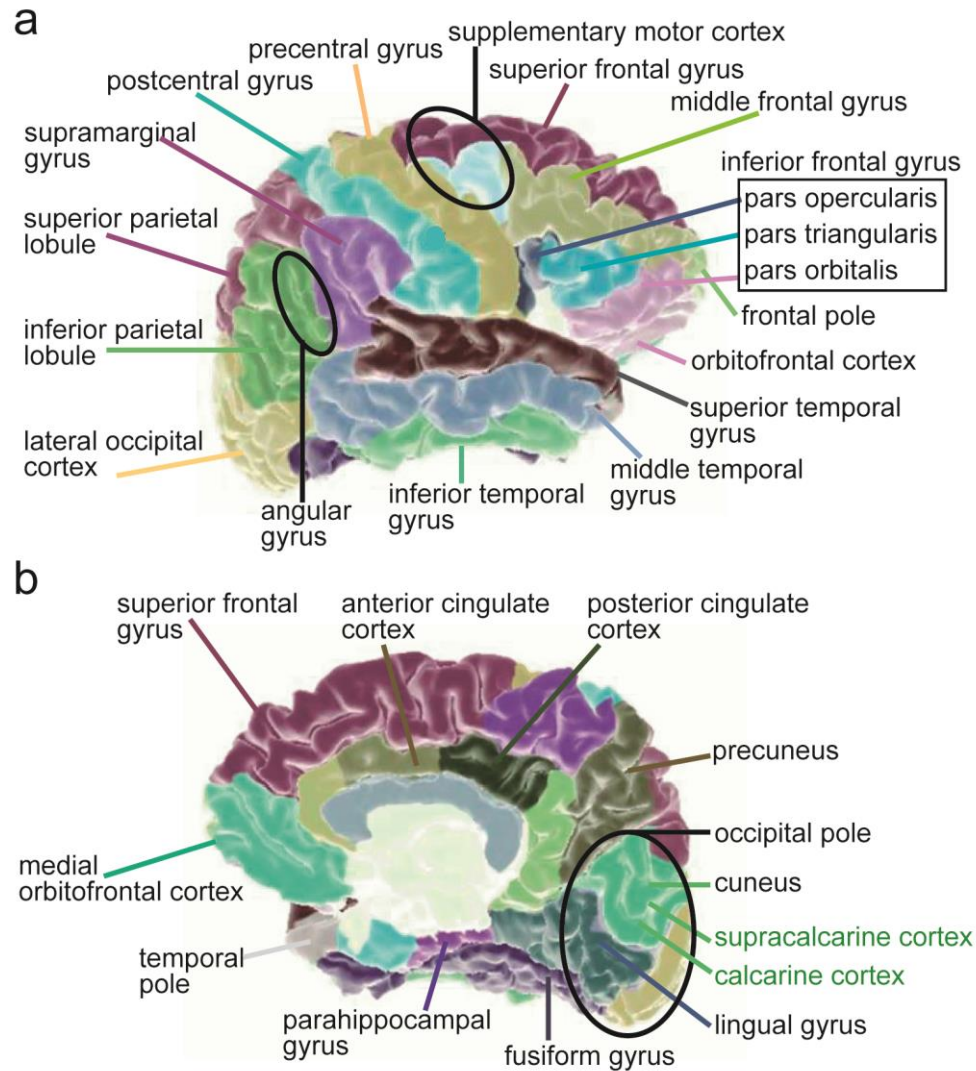 a
supplementary motor cortex
precentral gyrus
superior frontal gyrus
postcentral gyrus
middle frontal gyrus
supramarginal
gyrus
inferior frontal gyrus
pars opercularis
superior parietal
lobule
pars triangularis
pars orbitalis
frontal pole
inferior parietal
lobule
orbitofrontal cortex
superior temporal
gyrus
lateral occipital
cortex
middle temporal
gyrus
inferior temporal
gyrus
angular
gyrus
b
superior frontal
gyrus
anterior cingulate
cortex
posterior cingulate
cortex
precuneus
occipital pole
medial
orbitofrontal cortex
cuneus
supracalcarine cortex
temporal
pole
calcarine cortex
parahippocampal
gyrus
lingual gyrus
fusiform gyrus